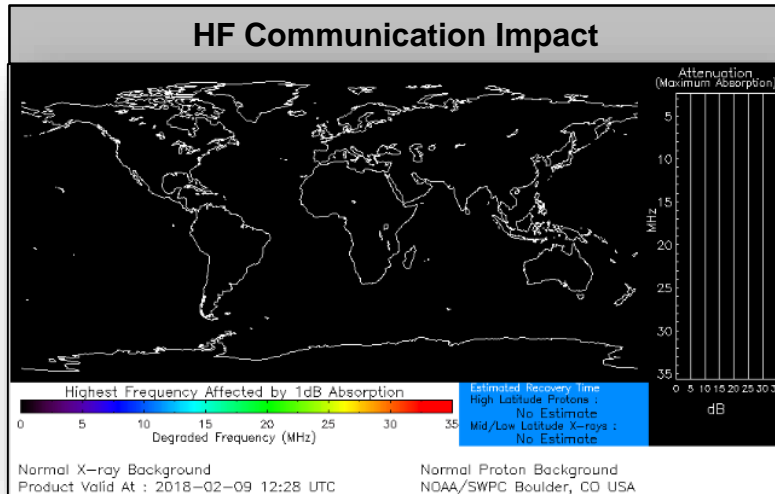 HF Communication Impact
Attenuation
(Maximum Absorption)
5
10
15
20
25
30
35
MHz
0 5 10 15 20 25 30
dB
Highest Frequency Affected by 1dB Absorption
0 5 10 15 20 25 30 35
Degraded Frequency (MHz)
Estimated Recovery Time
High Latitude Protons :
No Estimate
Mid/Low Latitude X-rays :
No Estimate
Normal X-ray Background
Product Valid At : 2018-02-09 12:28 UTC
Normal Proton Background
NOAA/SWPC Boulder, CO USA